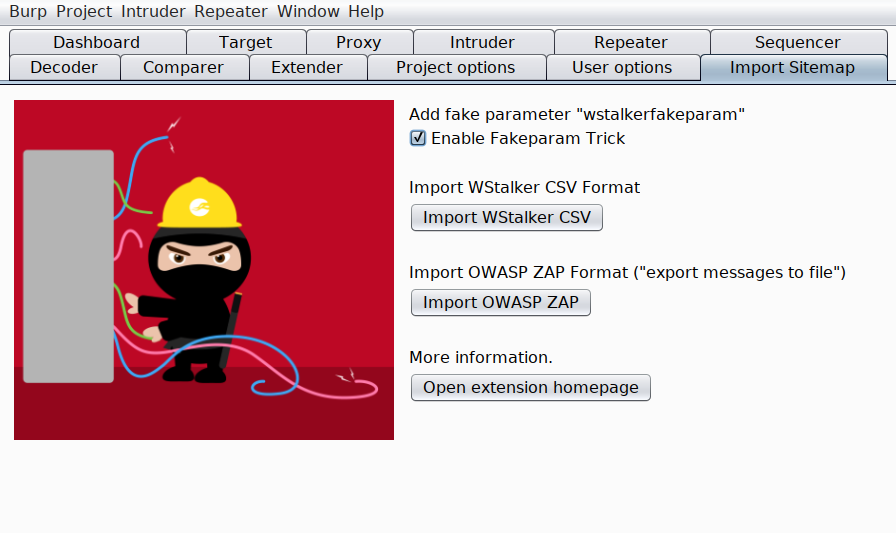 Burp Project Intruder Repeater Window Help
Dashboard Target Proxy Intruder Repeater Sequencer
Decoder Comparer Extender Project options User options Import Sitemap
Add fake parameter "wstalkerfakeparam"
Enable Fakeparam Trick
Import WStalker CSV Format
Import WStalker CSV
Import OWASP ZAP Format ("export messages to file")
Import OWASP ZAP
More information.
Open extension homepage